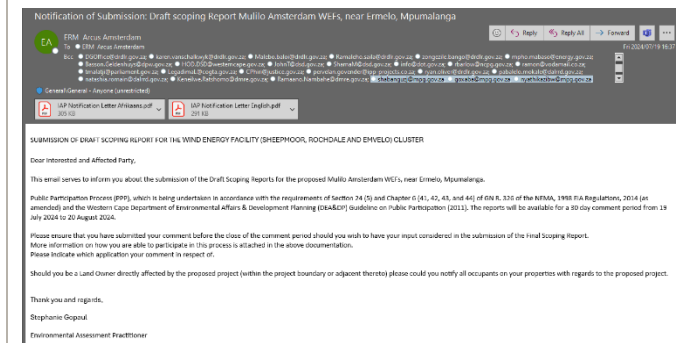 Notification of Submission: Draft scoping Report Mulilo Amsterdam WEFs, near Ermelo, Mpumalanga
EA
ERM Arcus Amsterdam
To ERM Arcus Amsterdam
Bcc
Reply
Reply All
Forward
Fri 2024/07/19 16:37
General\General - Anyone (unrestricted)
IAP Notification Letter Afrikaans.pdf
305 KB
IAP Notification Letter English.pdf
291 KB
SUBMISSION OF DRAFT SCOPING REPORT FOR THE WIND ENERGY FACILITY (SHEEPMOOR, ROCHDALE AND EMVELO) CLUSTER
Dear Interested and Affected Party,
This email serves to inform you about the submission of the Draft Scoping Reports for the proposed Mulilo Amsterdam WEFs, near Ermelo, Mpumalanga.
Public Participation Process (PPP), which is being undertaken in accordance with the requirements of Section 24 (5) and Chapter 6 (41, 42, 43, and 44) of GN R. 326 of the NEMA, 1998 EIA Regulations, 2014 (as
amended) and the Western Cape Department of Environmental Affairs & Development Planning (DEA&DP) Guideline on Public Participation (2011). The reports will be available for a 30 day comment period from 19
July 2024 to 20 August 2024.
Please ensure that you have submitted your comment before the close of the comment period should you wish to have your input considered in the submission of the Final Scoping Report.
More information on how you are able to participate in this process is attached in the above documentation.
Please indicate which application your comment in respect of.
Should you be a Land Owner directly affected by the proposed project (within the project boundary or adjacent thereto) please could you notify all occupants on your properties with regards to the proposed project.
Thank you and regards,
Stephanie Gopaul
Environmental Assessment Practitioner